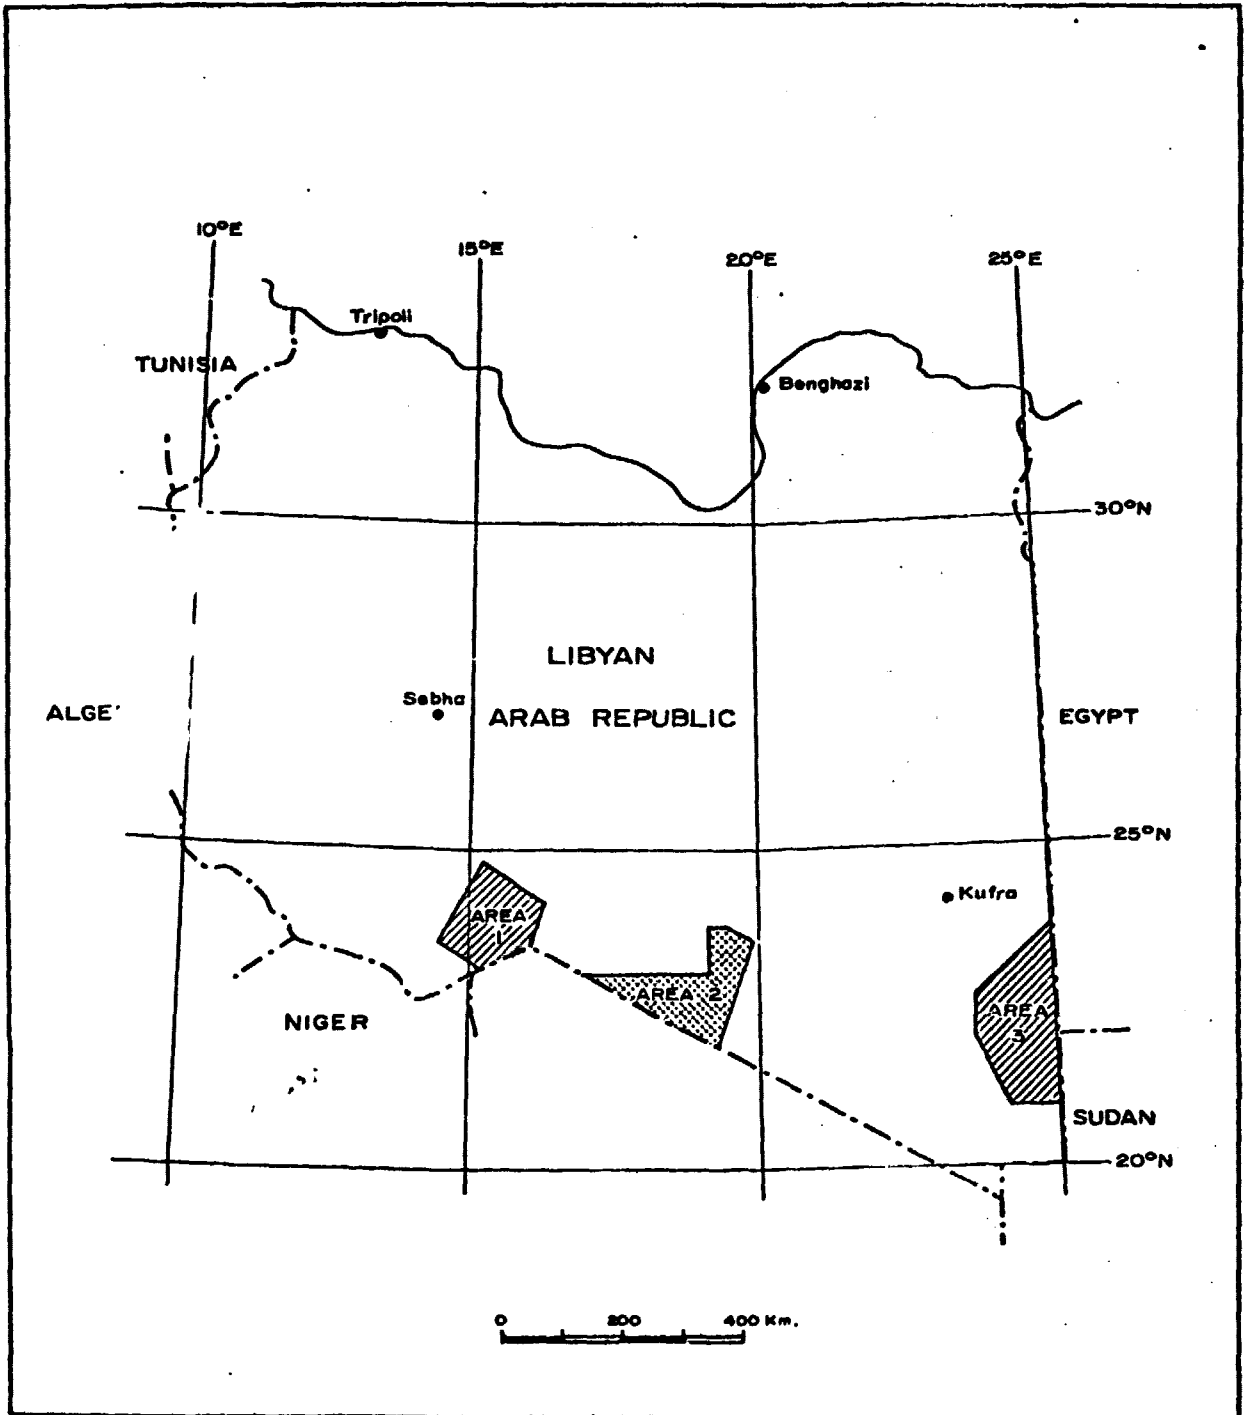 10°E
15°E
20°E
25°E
Tripoli
TUNISIA
Benghazi
30°N
LIBYAN
Sebha
ALGE
ARAB REPUBLIC
EGYPT
25°N
Kufra
AREA
1
AREA 2
AREA
3
NIGER
SUDAN
20°N
0 200 400 Km.